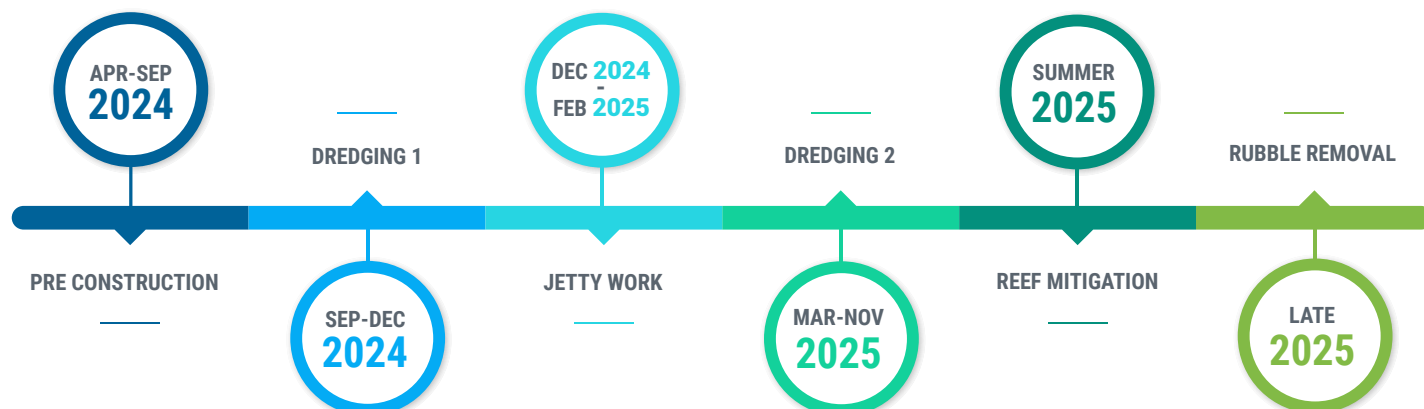 APR-SEP
2024
PRE CONSTRUCTION
DREDGING 1
SEP-DEC
2024
DEC 2024
-
FEB 2025
JETTY WORK
DREDGING 2
MAR-NOV
2025
SUMMER
2025
REEF MITIGATION
RUBBLE REMOVAL
LATE
2025